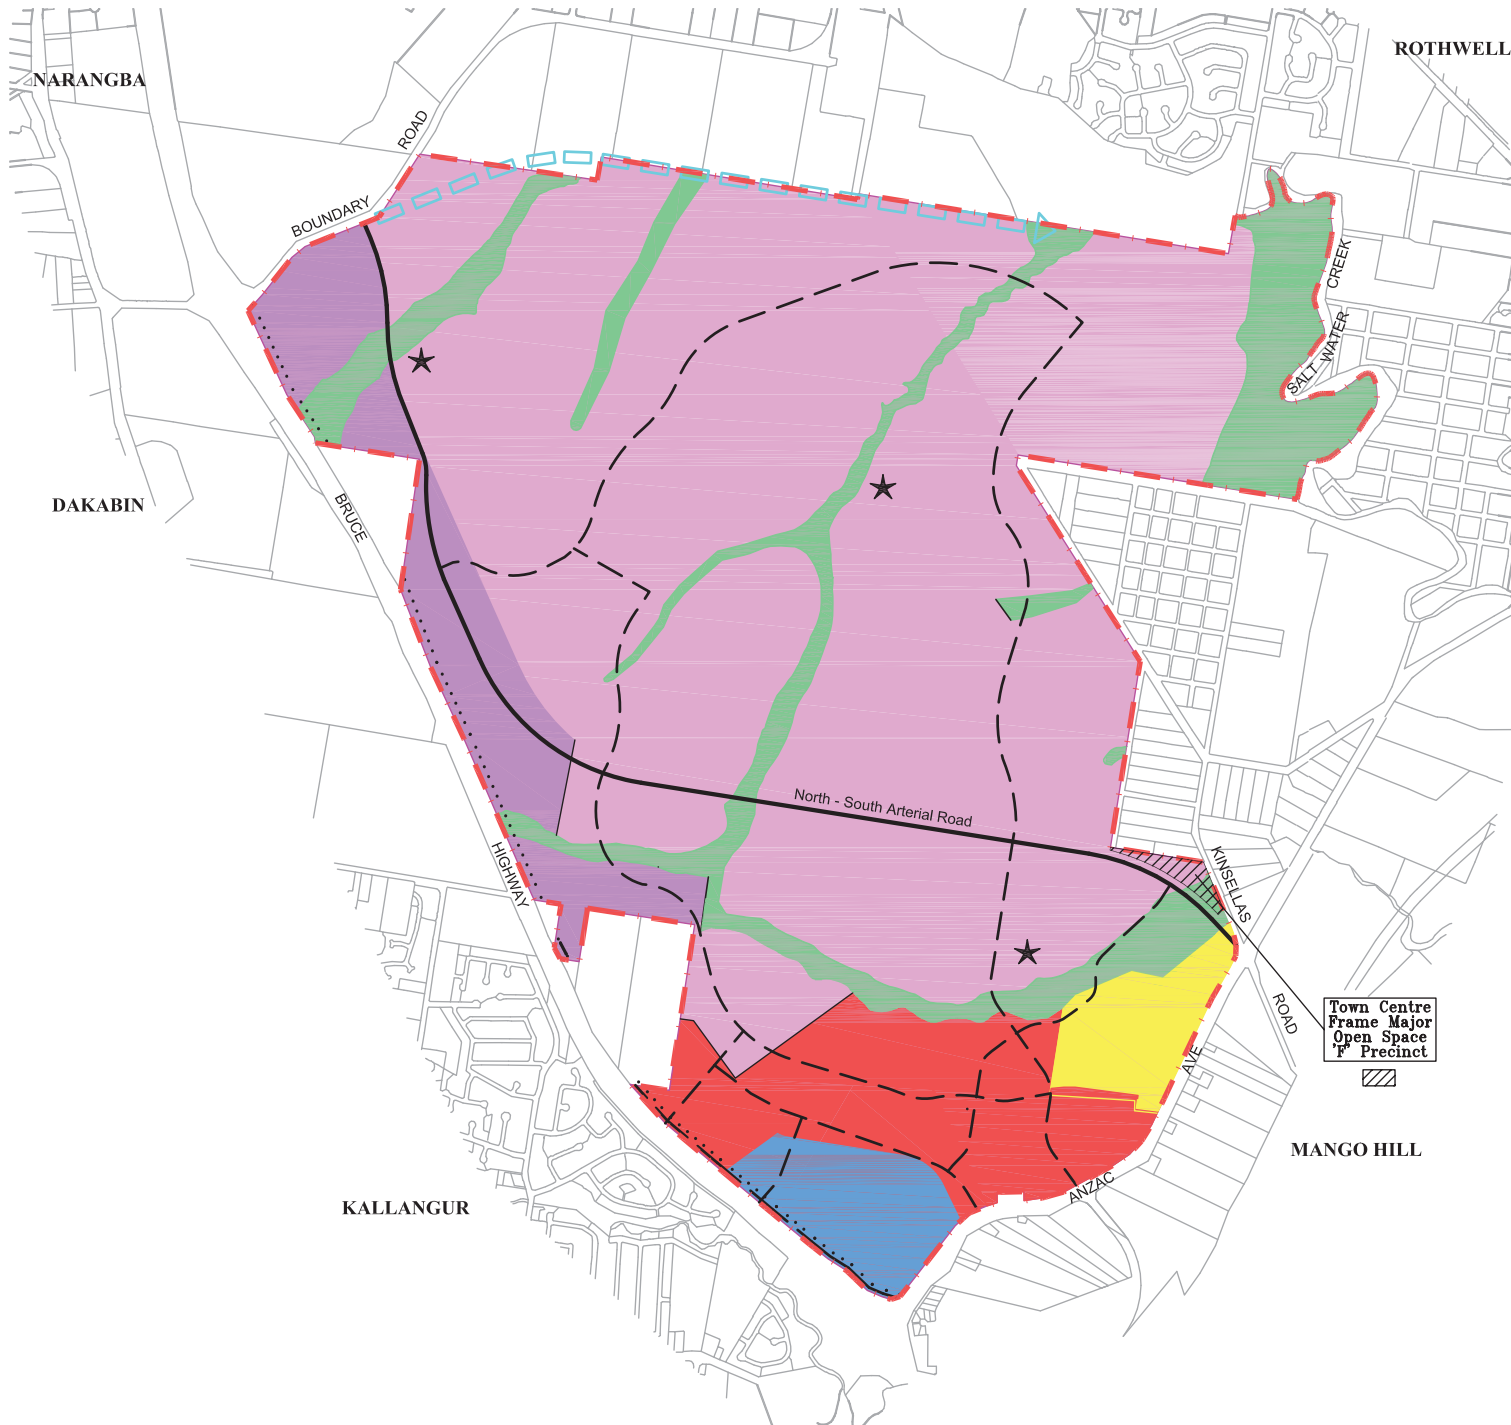 ROTHWELL
NARANGBA
ROAD
BOUNDARY
CREEK
SALT WATER
DAKABIN
BRUCE
North - South Arterial Road
HIGHWAY
KINSELLAS
ROAD
Town Centre
Frame Major
Open Space
'F' Precinct
AVE
MANGO HILL
ANZAC
KALLANGUR